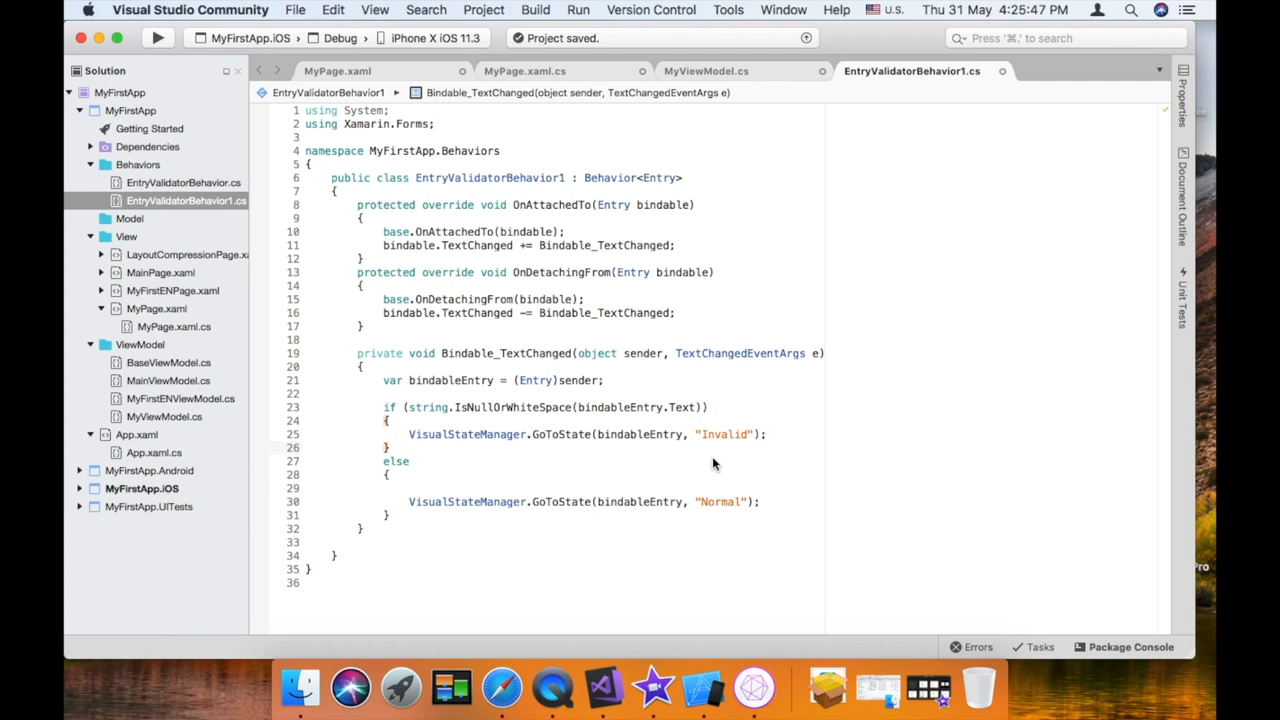 Visual Studio Community File Edit View Search Project Build Run Version Control Tools Window Help U.S. Thu 31 May 4:25:47 PM
MyFirstApp.iOS Debug iPhone X iOS 11.3 Project saved. Press '⌘.' to search
Solution
MyPage.xaml MyPage.xaml.cs MyViewModel.cs EntryValidatorBehavior1.cs
EntryValidatorBehavior1 Bindable_TextChanged(object sender, TextChangedEventArgs e)
MyFirstApp
MyFirstApp
Getting Started
Dependencies
Behaviors
EntryValidatorBehavior.cs
EntryValidatorBehavior1.cs
Model
View
LayoutCompressionPage.xa
MainPage.xaml
MyFirstENPage.xaml
MyPage.xaml
MyPage.xaml.cs
ViewModel
BaseViewModel.cs
MainViewModel.cs
MyFirstENViewModel.cs
MyViewModel.cs
App.xaml
App.xaml.cs
MyFirstApp.Android
MyFirstApp.iOS
MyFirstApp.UITests
1 using System;
2 using Xamarin.Forms;
3
4 namespace MyFirstApp.Behaviors
5 {
6 public class EntryValidatorBehavior1 : Behavior<Entry>
7 {
8 protected override void OnAttachedTo(Entry bindable)
9 {
10 base.OnAttachedTo(bindable);
11 bindable.TextChanged += Bindable_TextChanged;
12 }
13 protected override void OnDetachingFrom(Entry bindable)
14 {
15 base.OnDetachingFrom(bindable);
16 bindable.TextChanged -= Bindable_TextChanged;
17 }
18
19 private void Bindable_TextChanged(object sender, TextChangedEventArgs e)
20 {
21 var bindableEntry = (Entry)sender;
22
23 if (string.IsNullOrWhiteSpace(bindableEntry.Text))
24 {
25 VisualStateManager.GoToState(bindableEntry, "Invalid");
26 }
27 else
28 {
29
30 VisualStateManager.GoToState(bindableEntry, "Normal");
31 }
32 }
33
34 }
35 }
36
Properties
Document Outline
Unit Tests
Pro
Errors Tasks Package Console